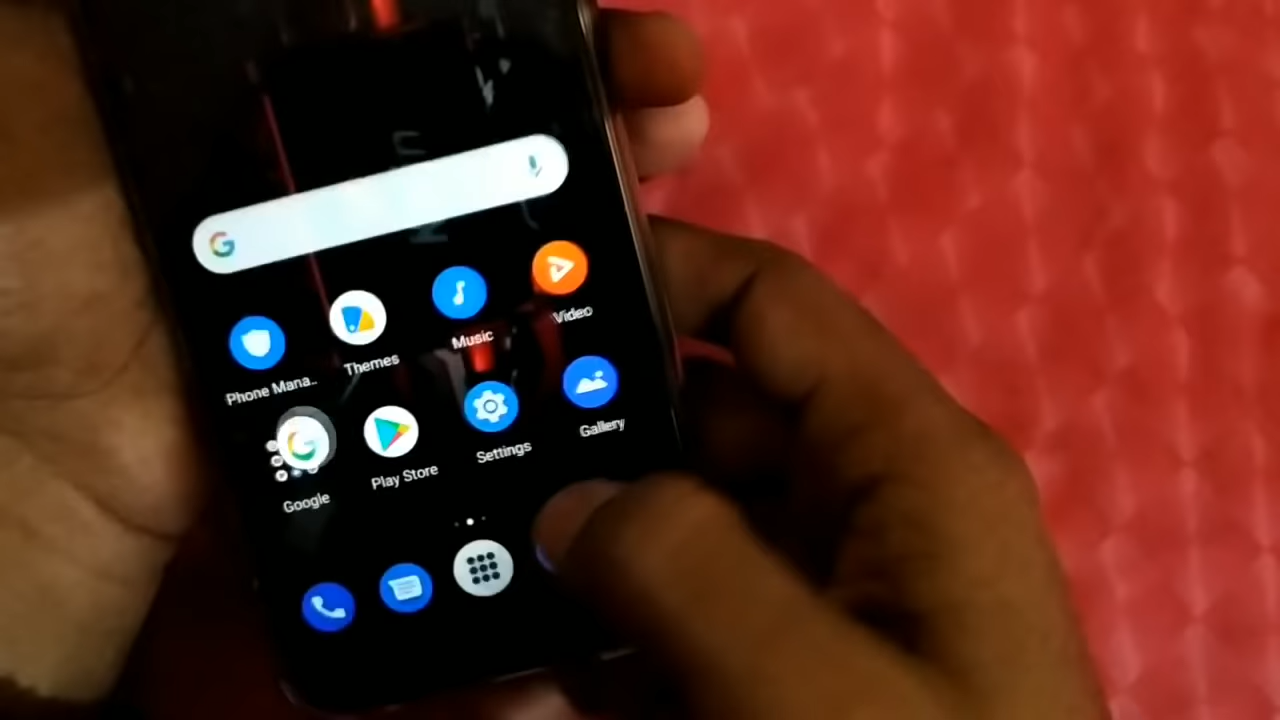 Phone Mana..
Themes
Music
Video
Google
Play Store
Settings
Gallery